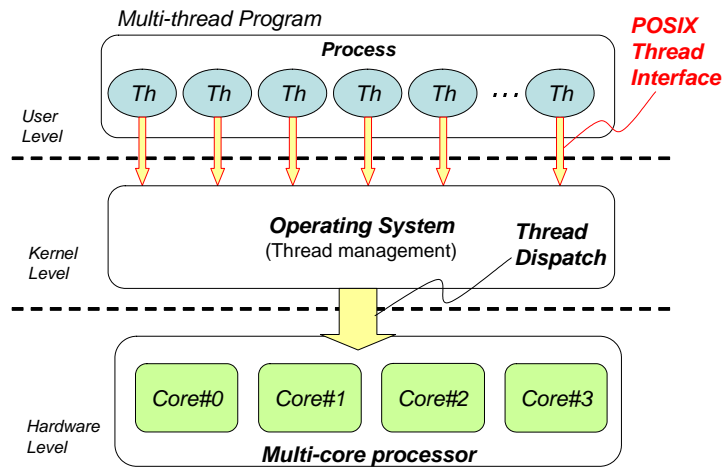 Multi-thread Program
Process
POSIX
Thread
Interface
Th Th Th Th Th ... Th
User
Level
Operating System
(Thread management)
Thread
Dispatch
Kernel
Level
Core#0 Core#1 Core#2 Core#3
Hardware
Level
Multi-core processor